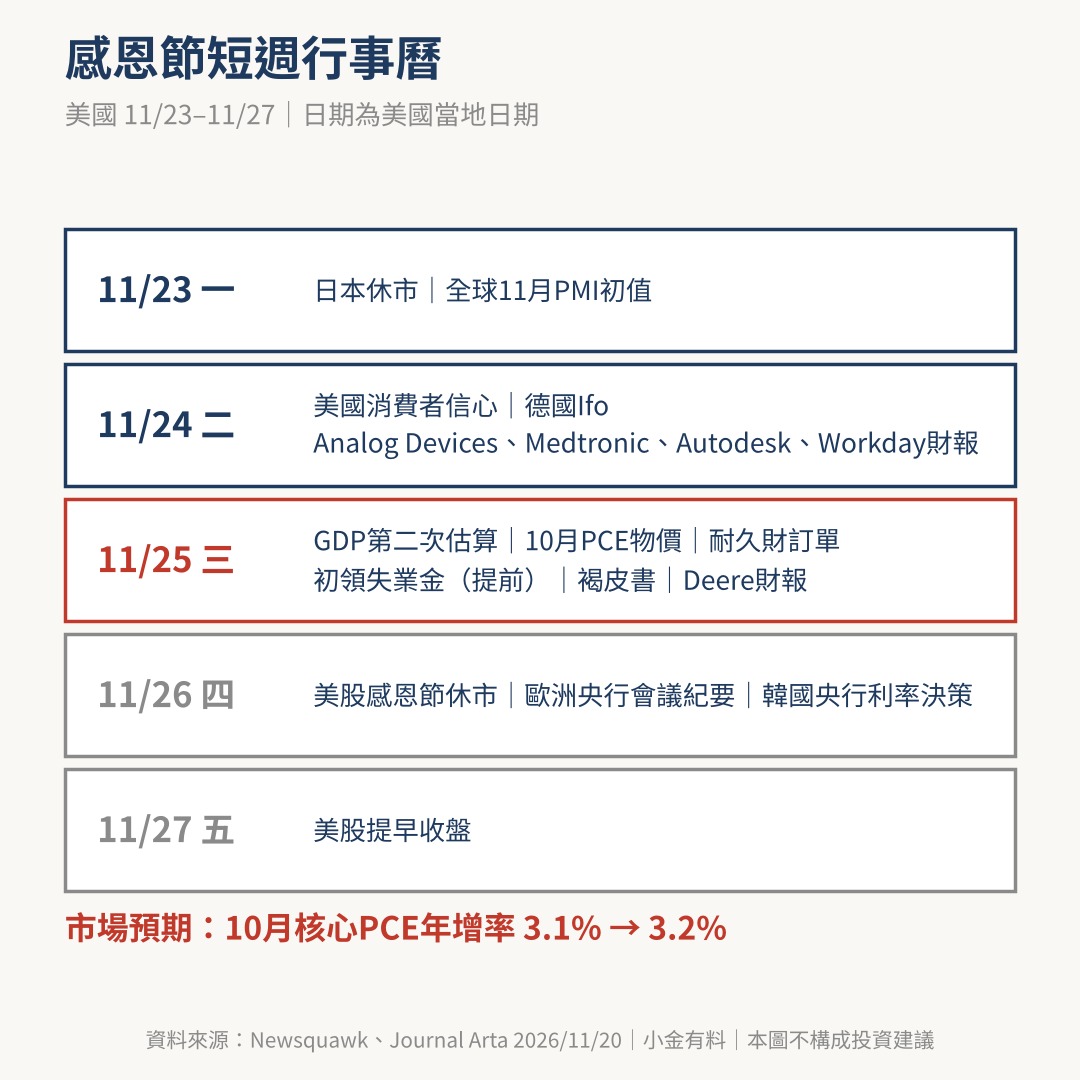 感恩節短週行事曆
美國 11/23–11/27｜日期為美國當地日期
11/23 一
日本休市｜全球11月PMI初值
11/24 二
美國消費者信心｜德國Ifo
Analog Devices、Medtronic、Autodesk、Workday財報
11/25 三
GDP第二次估算｜10月PCE物價｜耐久財訂單
初領失業金（提前）｜褐皮書｜Deere財報
11/26 四
美股感恩節休市｜歐洲央行會議紀要｜韓國央行利率決策
11/27 五
美股提早收盤
市場預期：10月核心PCE年增率 3.1% → 3.2%
資料來源：Newsquawk、Journal Arta 2026/11/20｜小金有料｜本圖不構成投資建議